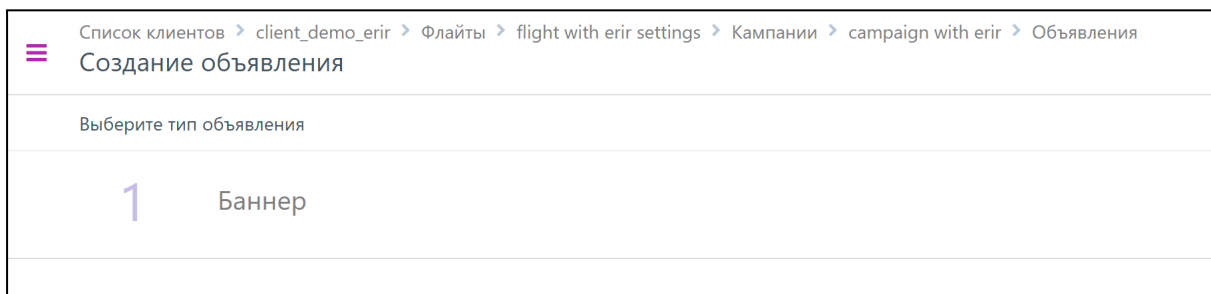 Список клиентов > client_demo_erir > Флайты > flight with erir settings > Кампании > campaign with erir > Объявления
Создание объявления
Выберите тип объявления
1 Баннер